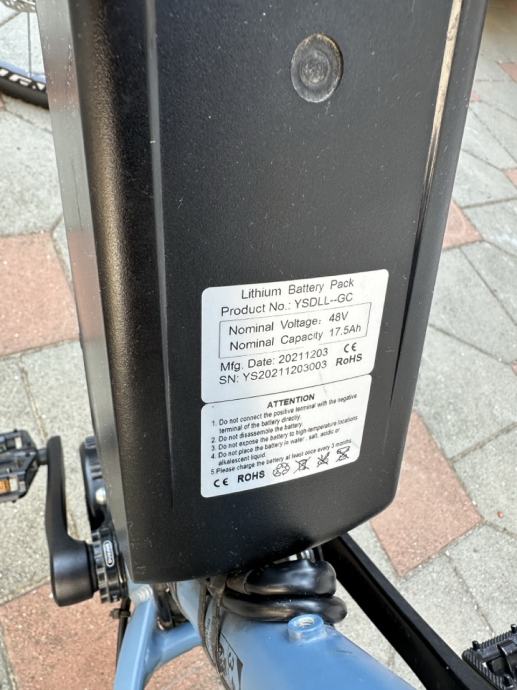 Lithium Battery Pack
Product No.: YSDLL--GC
Nominal Voltage: 48V
Nominal Capacity 17.5Ah
Mfg. Date: 20211203 CE
SN: YS20211203003 RoHS
ATTENTION
1. Do not connect the positive terminal with the negative
terminal of the battery directly.
2. Do not disassemble the battery.
3. Do not expose the battery to high-temperature locations.
4. Do not place the battery in water, salt, acidic or
alkalescent liquid.
5.Please charge the battery at least once every 3 months.
CE ROHS